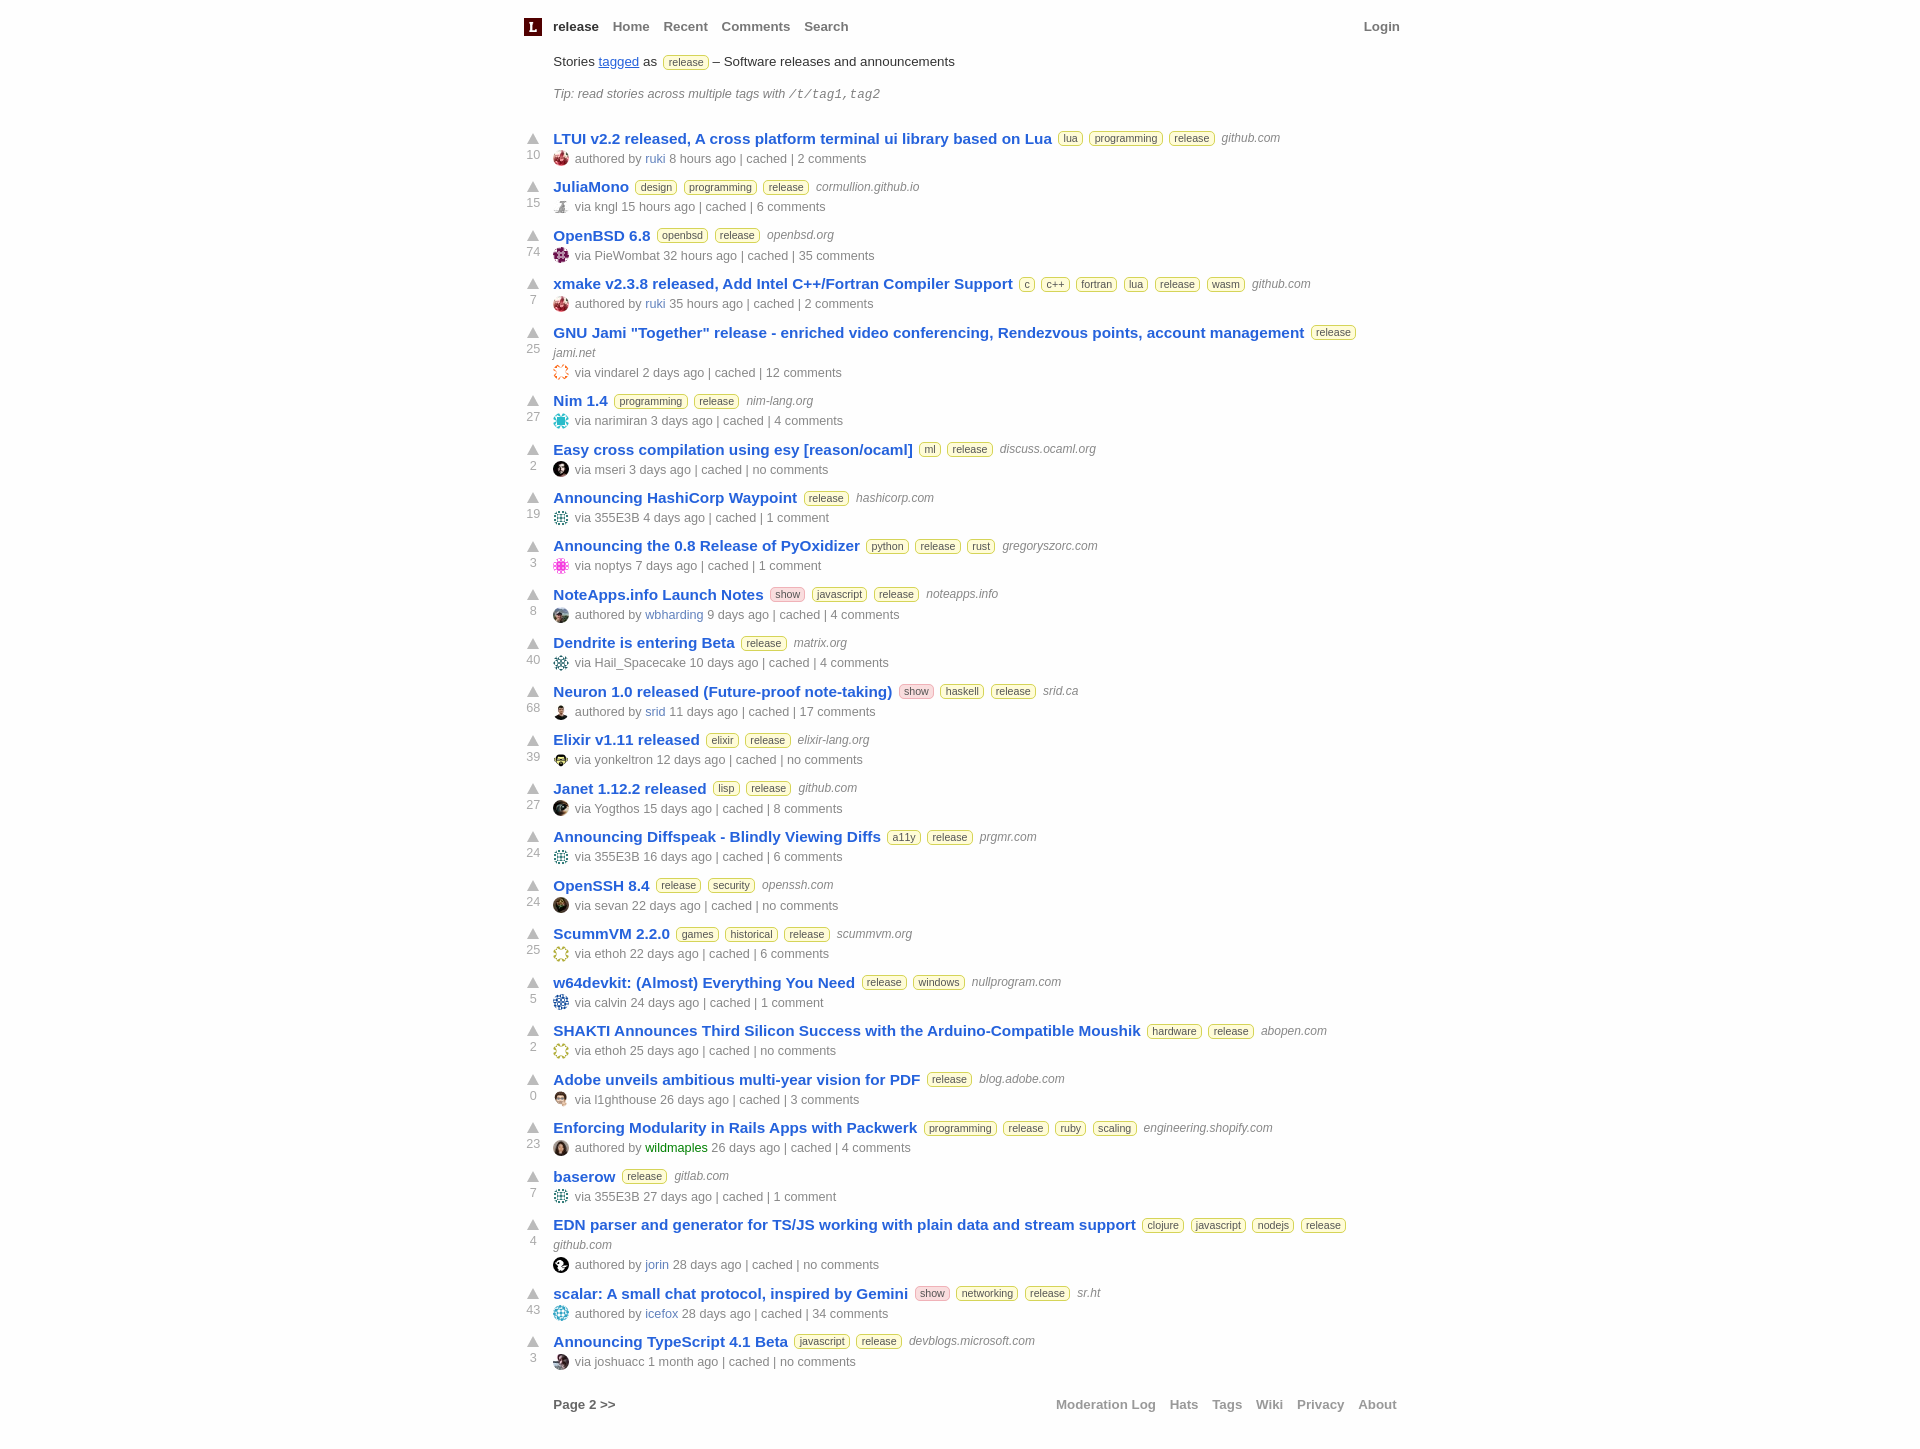 L release Home Recent Comments Search Login
Stories tagged as release – Software releases and announcements
Tip: read stories across multiple tags with /t/tag1,tag2
LTUI v2.2 released, A cross platform terminal ui library based on Lua lua programming release github.com
10 authored by ruki 8 hours ago | cached | 2 comments
JuliaMono design programming release cormullion.github.io
15 via kngl 15 hours ago | cached | 6 comments
OpenBSD 6.8 openbsd release openbsd.org
74 via PieWombat 32 hours ago | cached | 35 comments
xmake v2.3.8 released, Add Intel C++/Fortran Compiler Support c c++ fortran lua release wasm github.com
7 authored by ruki 35 hours ago | cached | 2 comments
GNU Jami "Together" release - enriched video conferencing, Rendezvous points, account management release
25 jami.net
via vindarel 2 days ago | cached | 12 comments
Nim 1.4 programming release nim-lang.org
27 via narimiran 3 days ago | cached | 4 comments
Easy cross compilation using esy [reason/ocaml] ml release discuss.ocaml.org
2 via mseri 3 days ago | cached | no comments
Announcing HashiCorp Waypoint release hashicorp.com
19 via 355E3B 4 days ago | cached | 1 comment
Announcing the 0.8 Release of PyOxidizer python release rust gregoryszorc.com
3 via noptys 7 days ago | cached | 1 comment
NoteApps.info Launch Notes show javascript release noteapps.info
8 authored by wbharding 9 days ago | cached | 4 comments
Dendrite is entering Beta release matrix.org
40 via Hail_Spacecake 10 days ago | cached | 4 comments
Neuron 1.0 released (Future-proof note-taking) show haskell release srid.ca
68 authored by srid 11 days ago | cached | 17 comments
Elixir v1.11 released elixir release elixir-lang.org
39 via yonkeltron 12 days ago | cached | no comments
Janet 1.12.2 released lisp release github.com
27 via Yogthos 15 days ago | cached | 8 comments
Announcing Diffspeak - Blindly Viewing Diffs a11y release prgmr.com
24 via 355E3B 16 days ago | cached | 6 comments
OpenSSH 8.4 release security openssh.com
24 via sevan 22 days ago | cached | no comments
ScummVM 2.2.0 games historical release scummvm.org
25 via ethoh 22 days ago | cached | 6 comments
w64devkit: (Almost) Everything You Need release windows nullprogram.com
5 via calvin 24 days ago | cached | 1 comment
SHAKTI Announces Third Silicon Success with the Arduino-Compatible Moushik hardware release abopen.com
2 via ethoh 25 days ago | cached | no comments
Adobe unveils ambitious multi-year vision for PDF release blog.adobe.com
0 via l1ghthouse 26 days ago | cached | 3 comments
Enforcing Modularity in Rails Apps with Packwerk programming release ruby scaling engineering.shopify.com
23 authored by wildmaples 26 days ago | cached | 4 comments
baserow release gitlab.com
7 via 355E3B 27 days ago | cached | 1 comment
EDN parser and generator for TS/JS working with plain data and stream support clojure javascript nodejs release
4 github.com
authored by jorin 28 days ago | cached | no comments
scalar: A small chat protocol, inspired by Gemini show networking release sr.ht
43 authored by icefox 28 days ago | cached | 34 comments
Announcing TypeScript 4.1 Beta javascript release devblogs.microsoft.com
3 via joshuacc 1 month ago | cached | no comments
Page 2 >> Moderation Log Hats Tags Wiki Privacy About